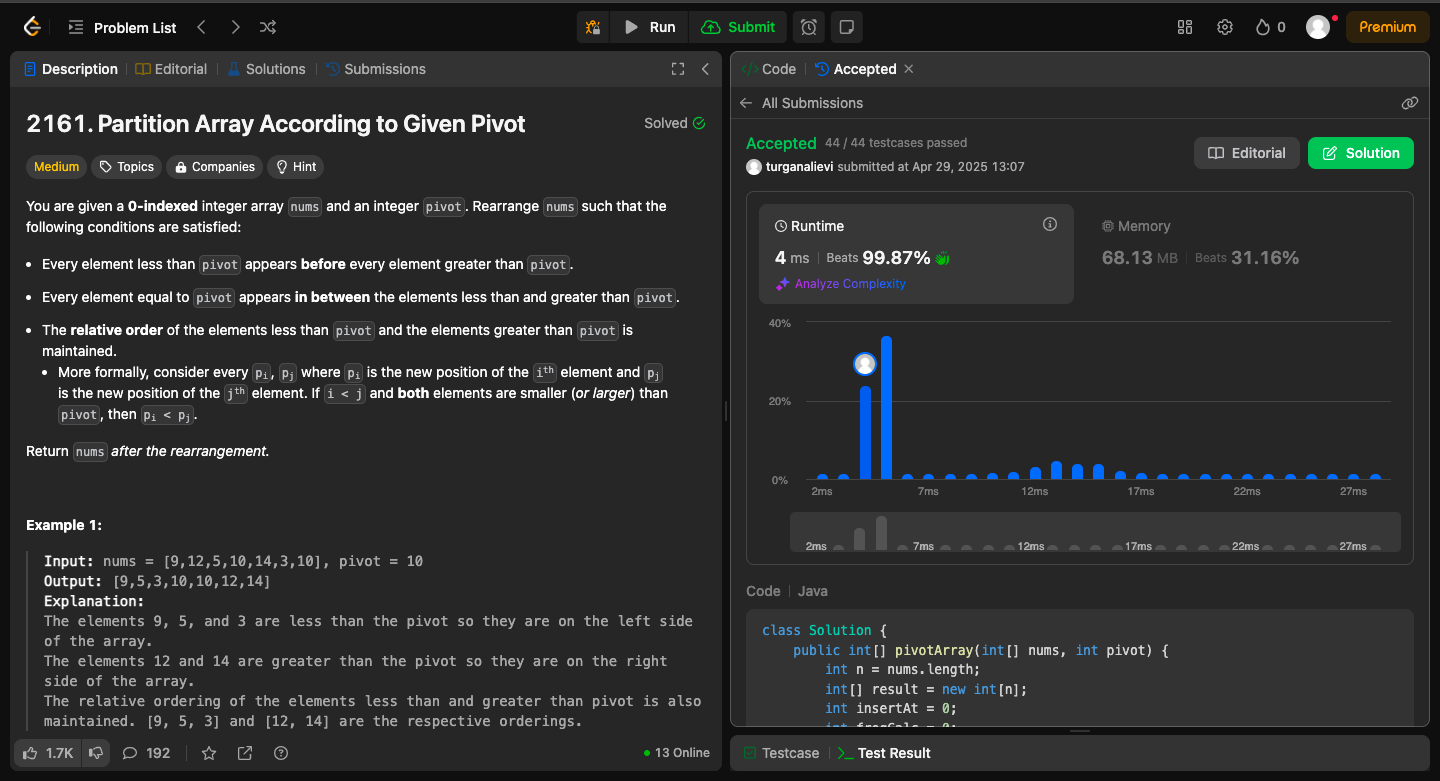 Problem List
Run
Submit
0
Premium
Description
Editorial
Solutions
Submissions
2161. Partition Array According to Given Pivot
Solved
Medium
Topics
Companies
Hint
You are given a 0-indexed integer array nums and an integer pivot. Rearrange nums such that the
following conditions are satisfied:
• Every element less than pivot appears before every element greater than pivot.
• Every element equal to pivot appears in between the elements less than and greater than pivot.
• The relative order of the elements less than pivot and the elements greater than pivot is
maintained.
• More formally, consider every pi, pj where pi is the new position of the ith element and pj
is the new position of the jth element. If i < j and both elements are smaller (or larger) than
pivot, then pi < pj.
Return nums after the rearrangement.
Example 1:
Input: nums = [9,12,5,10,14,3,10], pivot = 10
Output: [9,5,3,10,10,12,14]
Explanation:
The elements 9, 5, and 3 are less than the pivot so they are on the left side
of the array.
The elements 12 and 14 are greater than the pivot so they are on the right
side of the array.
The relative ordering of the elements less than and greater than pivot is also
maintained. [9, 5, 3] and [12, 14] are the respective orderings.
1.7K
192
13 Online
</> Code
Accepted
All Submissions
Accepted 44 / 44 testcases passed
turganalievi submitted at Apr 29, 2025 13:07
Editorial
Solution
Runtime
4 ms | Beats 99.87%
Analyze Complexity
Memory
68.13 MB | Beats 31.16%
40%
20%
0%
2ms 7ms 12ms 17ms 22ms 27ms
2ms 7ms 12ms 17ms 22ms 27ms
Code | Java
class Solution {
    public int[] pivotArray(int[] nums, int pivot) {
        int n = nums.length;
        int[] result = new int[n];
        int insertAt = 0;
Testcase
Test Result